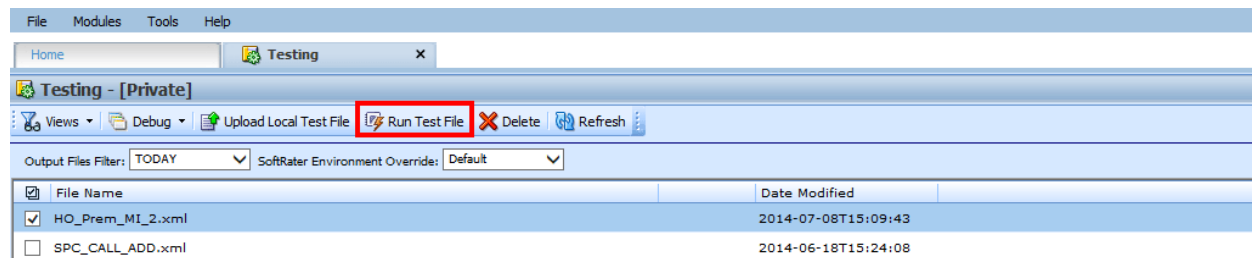 File Modules Tools Help
Home Testing x
Testing - [Private]
Views Debug Upload Local Test File Run Test File Delete Refresh
Output Files Filter: TODAY SoftRater Environment Override: Default
File Name Date Modified
HO_Prem_MI_2.xml 2014-07-08T15:09:43
SPC_CALL_ADD.xml 2014-06-18T15:24:08